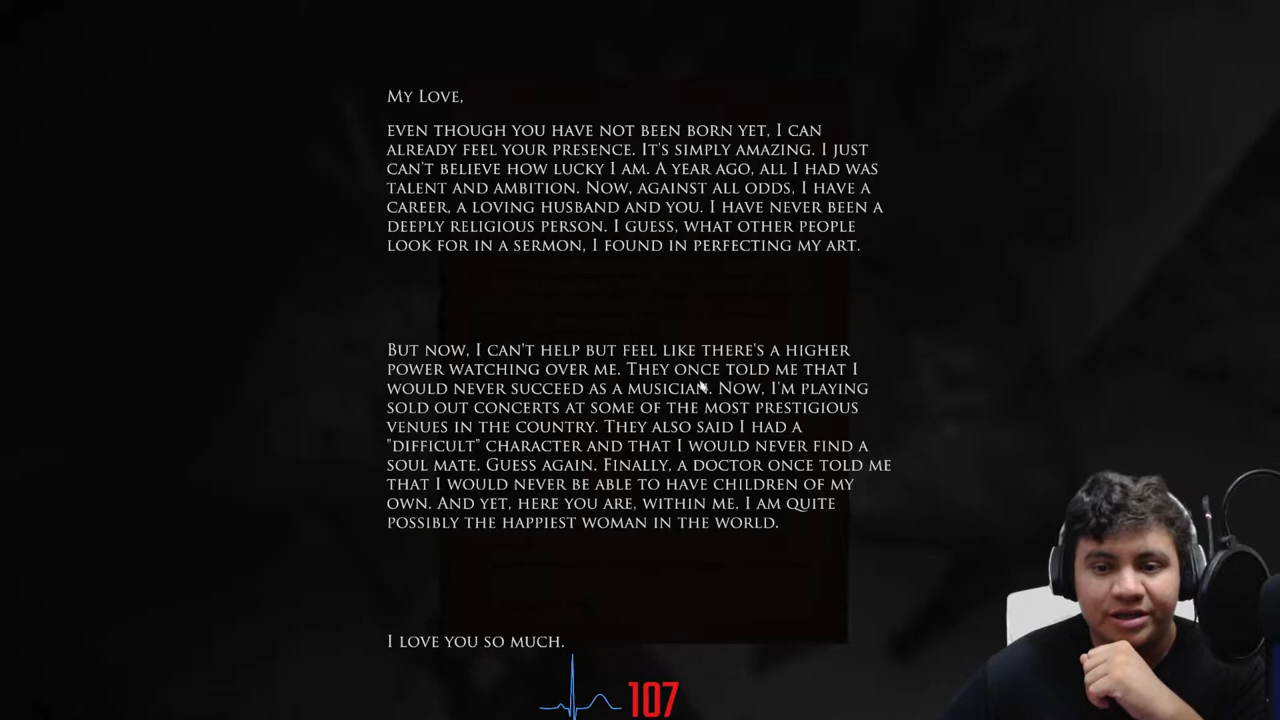 My Love,
even though you have not been born yet, I can
already feel your presence. It's simply amazing. I just
can't believe how lucky I am. A year ago, all I had was
talent and ambition. Now, against all odds, I have a
career, a loving husband and you. I have never been a
deeply religious person. I guess, what other people
look for in a sermon, I found in perfecting my art.
But now, I can't help but feel like there's a higher
power watching over me. They once told me that I
would never succeed as a musician. Now, I'm playing
sold out concerts at some of the most prestigious
venues in the country. They also said I had a
"difficult" character and that I would never find a
soul mate. Guess again. Finally, a doctor once told me
that I would never be able to have children of my
own. And yet, here you are, within me. I am quite
possibly the happiest woman in the world.
I love you so much.
107